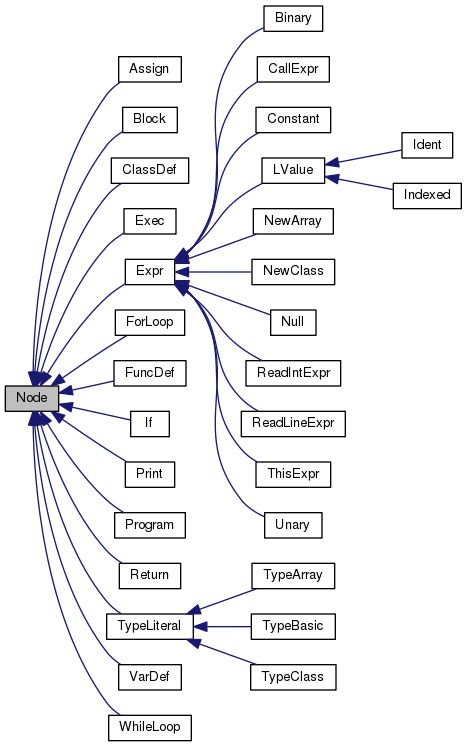 Node
Assign
Block
ClassDef
Exec
Expr
ForLoop
FuncDef
If
Print
Program
Return
TypeLiteral
VarDef
WhileLoop
Binary
CallExpr
Constant
LValue
NewArray
NewClass
Null
ReadIntExpr
ReadLineExpr
ThisExpr
Unary
TypeArray
TypeBasic
TypeClass
Ident
Indexed